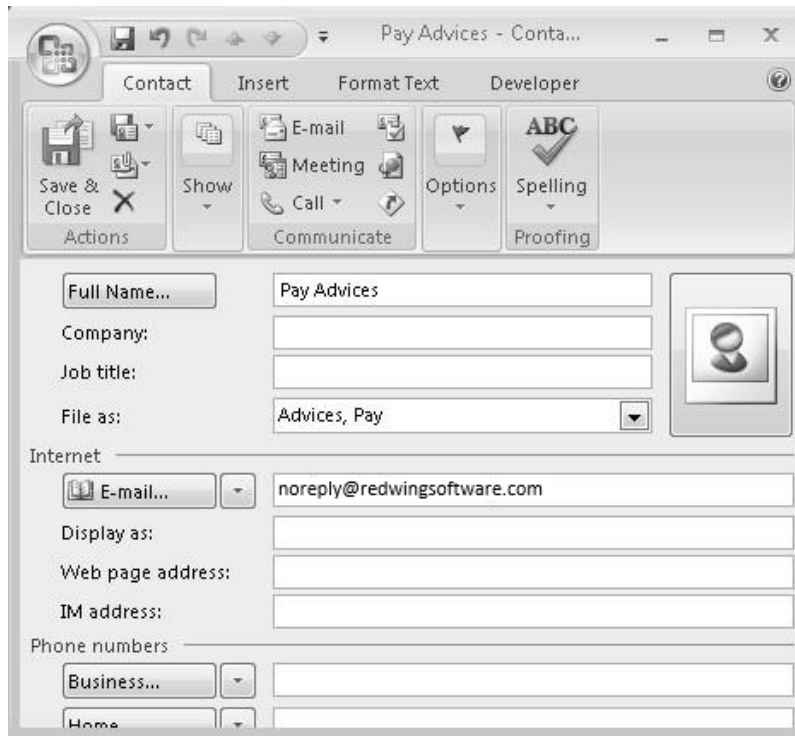 Pay Advices - Conta...
Contact Insert Format Text Developer
E-mail ABC
Meeting
Save & Close Show Call Options Spelling
Actions Communicate Proofing
Full Name... Pay Advices
Company:
Job title:
File as: Advices, Pay
Internet
E-mail... noreply@redwingsoftware.com
Display as:
Web page address:
IM address:
Phone numbers
Business...
Home